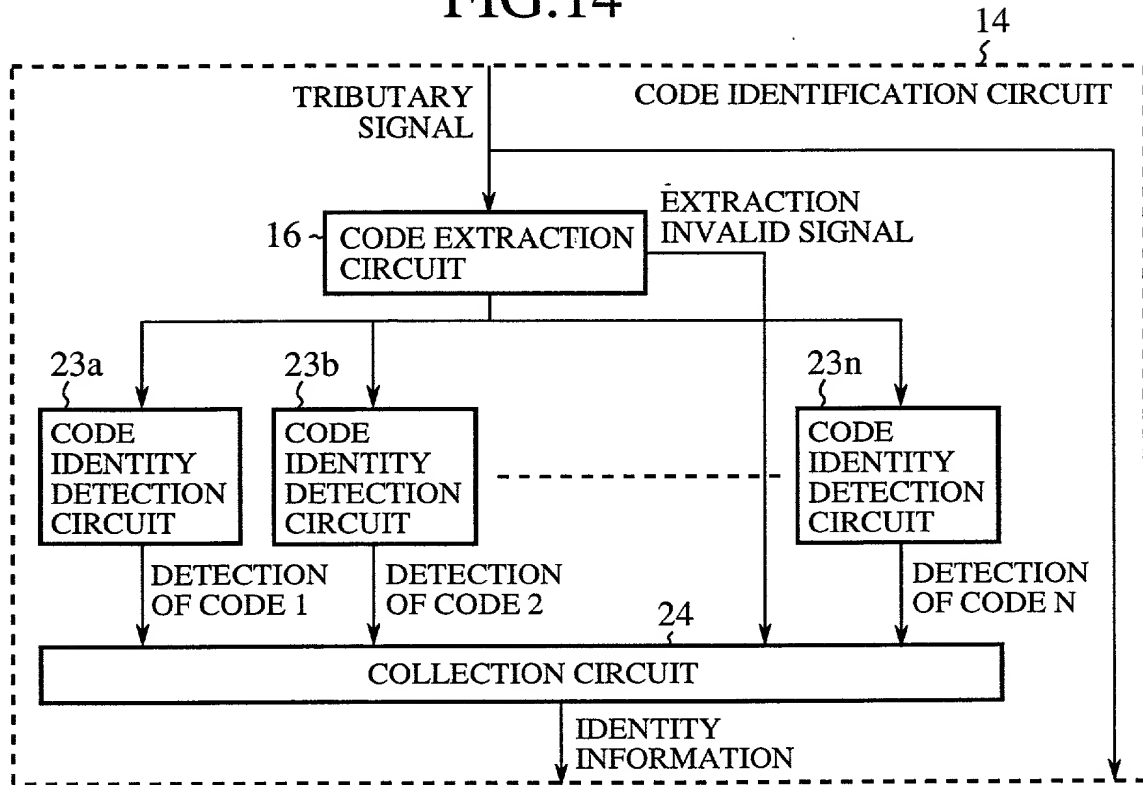 FIG.14
14
TRIBUTARY
SIGNAL
CODE IDENTIFICATION CIRCUIT
EXTRACTION
INVALID SIGNAL
16
CODE EXTRACTION
CIRCUIT
23a
23b
23n
CODE
IDENTITY
DETECTION
CIRCUIT
CODE
IDENTITY
DETECTION
CIRCUIT
CODE
IDENTITY
DETECTION
CIRCUIT
DETECTION
OF CODE 1
DETECTION
OF CODE 2
DETECTION
OF CODE N
24
COLLECTION CIRCUIT
IDENTITY
INFORMATION